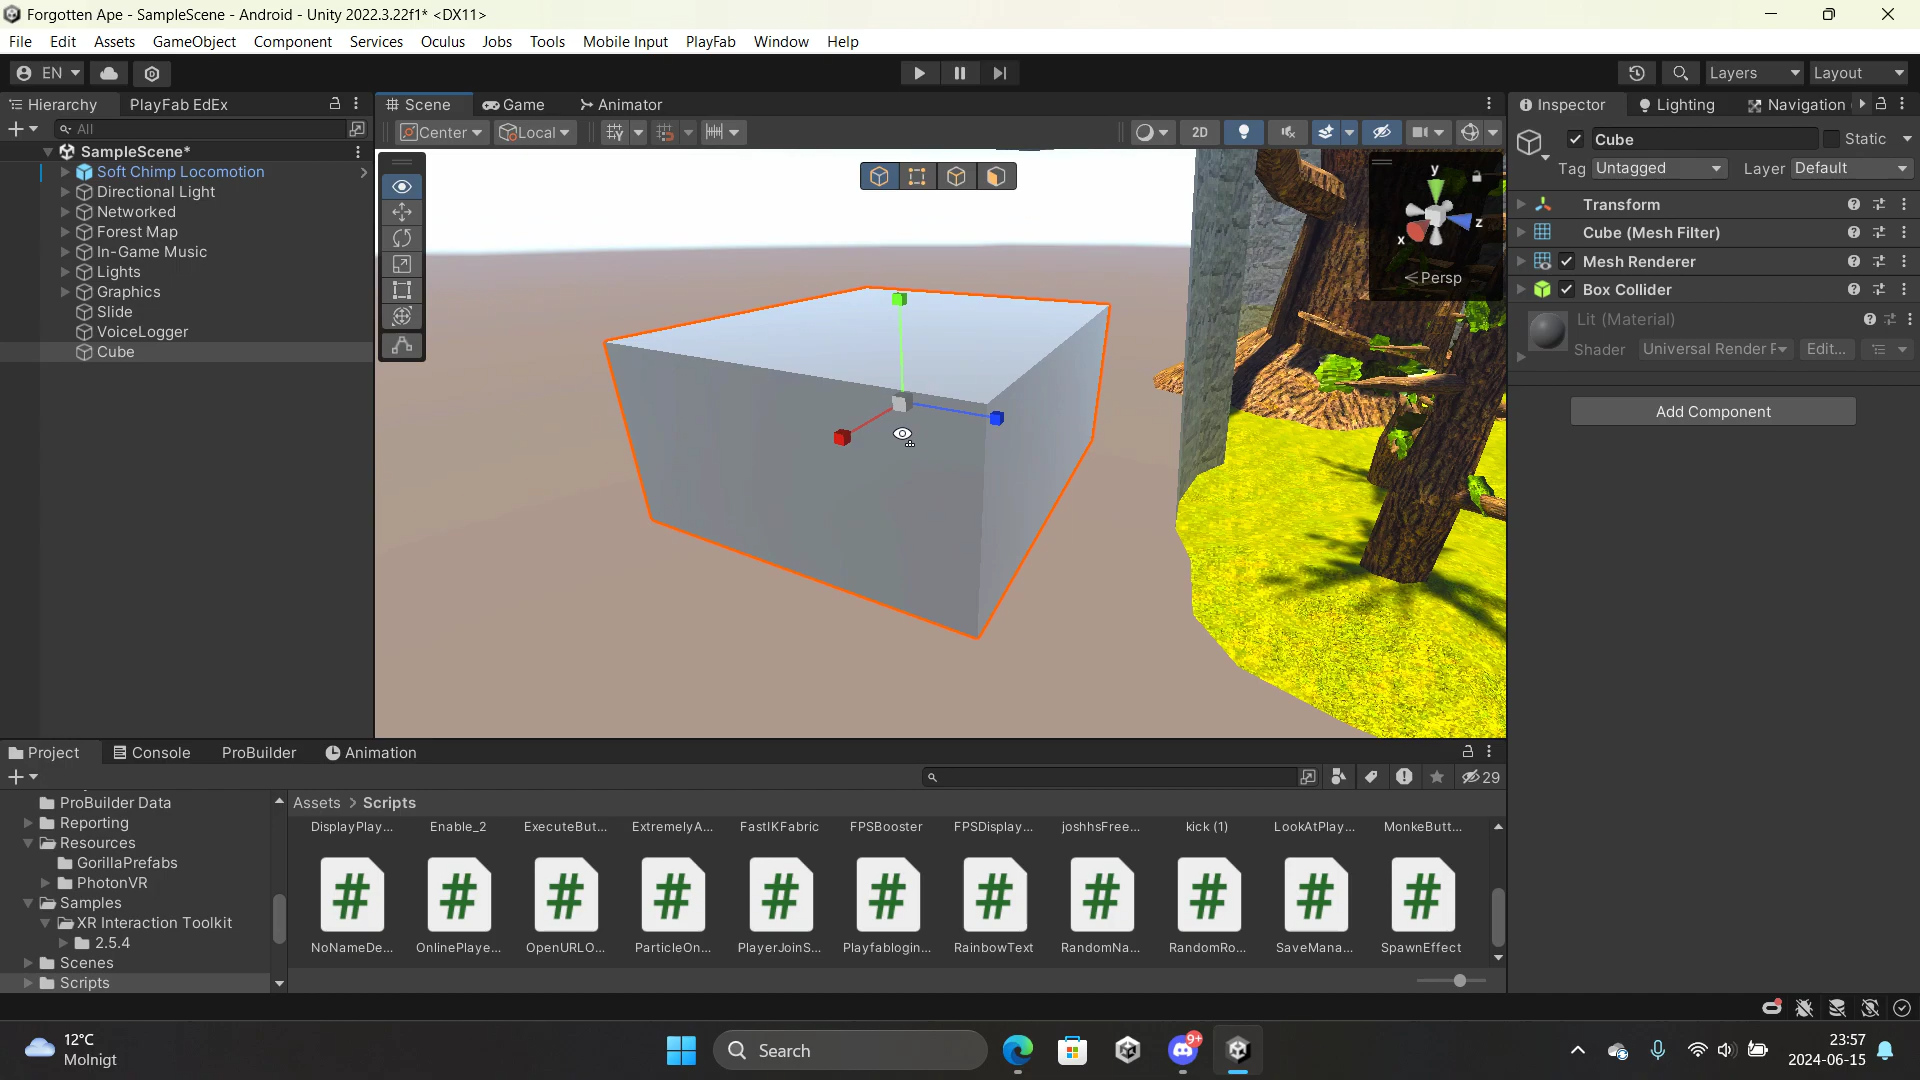 Forgotten Ape - SampleScene - Android - Unity 2022.3.22f1* <DX11>
File Edit Assets GameObject Component Services Oculus Jobs Tools Mobile Input PlayFab Window Help
EN Layers Layout
Hierarchy PlayFab EdEx Scene Game Animator Inspector Lighting Navigation
All Center Local 2D Cube Static
SampleScene* Tag Untagged Layer Default
Soft Chimp Locomotion
Directional Light
Networked
Forest Map
In-Game Music
Lights
Graphics
Slide
VoiceLogger
Cube
y
z
x
Persp
Transform
Cube (Mesh Filter)
Mesh Renderer
Box Collider
Lit (Material)
Shader Universal Render F Edit...
Add Component
Project Console ProBuilder Animation
29
ProBuilder Data
Reporting
Resources
GorillaPrefabs
PhotonVR
Samples
XR Interaction Toolkit
2.5.4
Scenes
Scripts
Assets > Scripts
DisplayPlay... Enable_2 ExecuteBut... ExtremelyA... FastIKFabric FPSBooster FPSDisplay... joshhsFree... kick (1) LookAtPlay... MonkeButt...
# # # # # # # # # # #
NoNameDe... OnlinePlaye... OpenURLO... ParticleOn... PlayerJoinS... Playfablogin... RainbowText RandomNa... RandomRo... SaveMana... SpawnEffect
12°C
Molnigt
Search
9+
23:57
2024-06-15